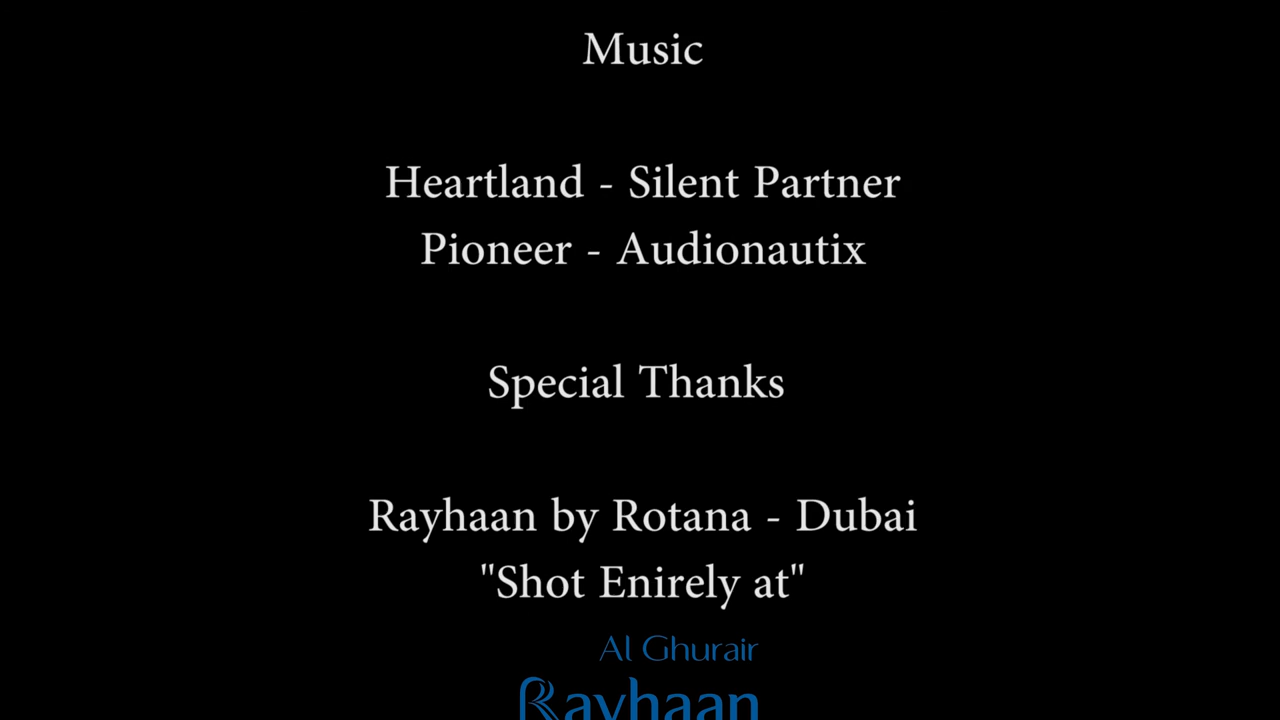 Music
Heartland - Silent Partner
Pioneer - Audionautix
Special Thanks
Rayhaan by Rotana - Dubai
"Shot Enirely at"
Al Ghurair
Rayhaan